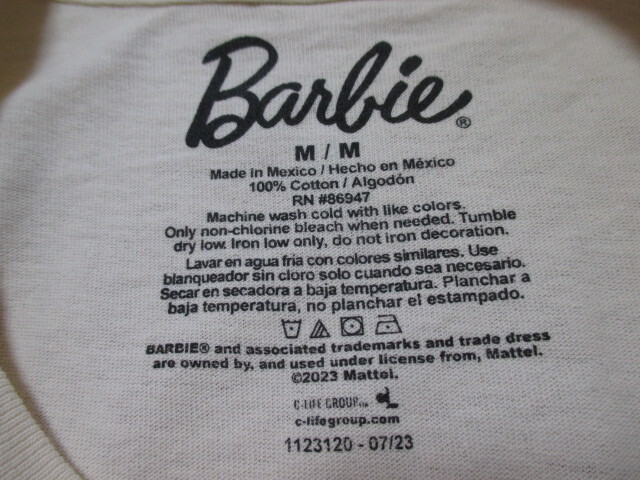 Barbie®
M / M
Made in Mexico / Hecho en México
100% Cotton / Algodón
RN #86947
Machine wash cold with like colors.
Only non-chlorine bleach when needed. Tumble
dry low. Iron low only, do not iron decoration.
Lavar en agua fría con colores similares. Use
blanqueador sin cloro solo cuando sea necesario.
Secar en secadora a baja temperatura. Planchar a
baja temperatura, no planchar el estampado.
BARBIE® and associated trademarks and trade dress
are owned by, and used under license from, Mattel.
©2023 Mattel.
C-LIFE GROUP
c-lifegroup.com
1123120 - 07/23